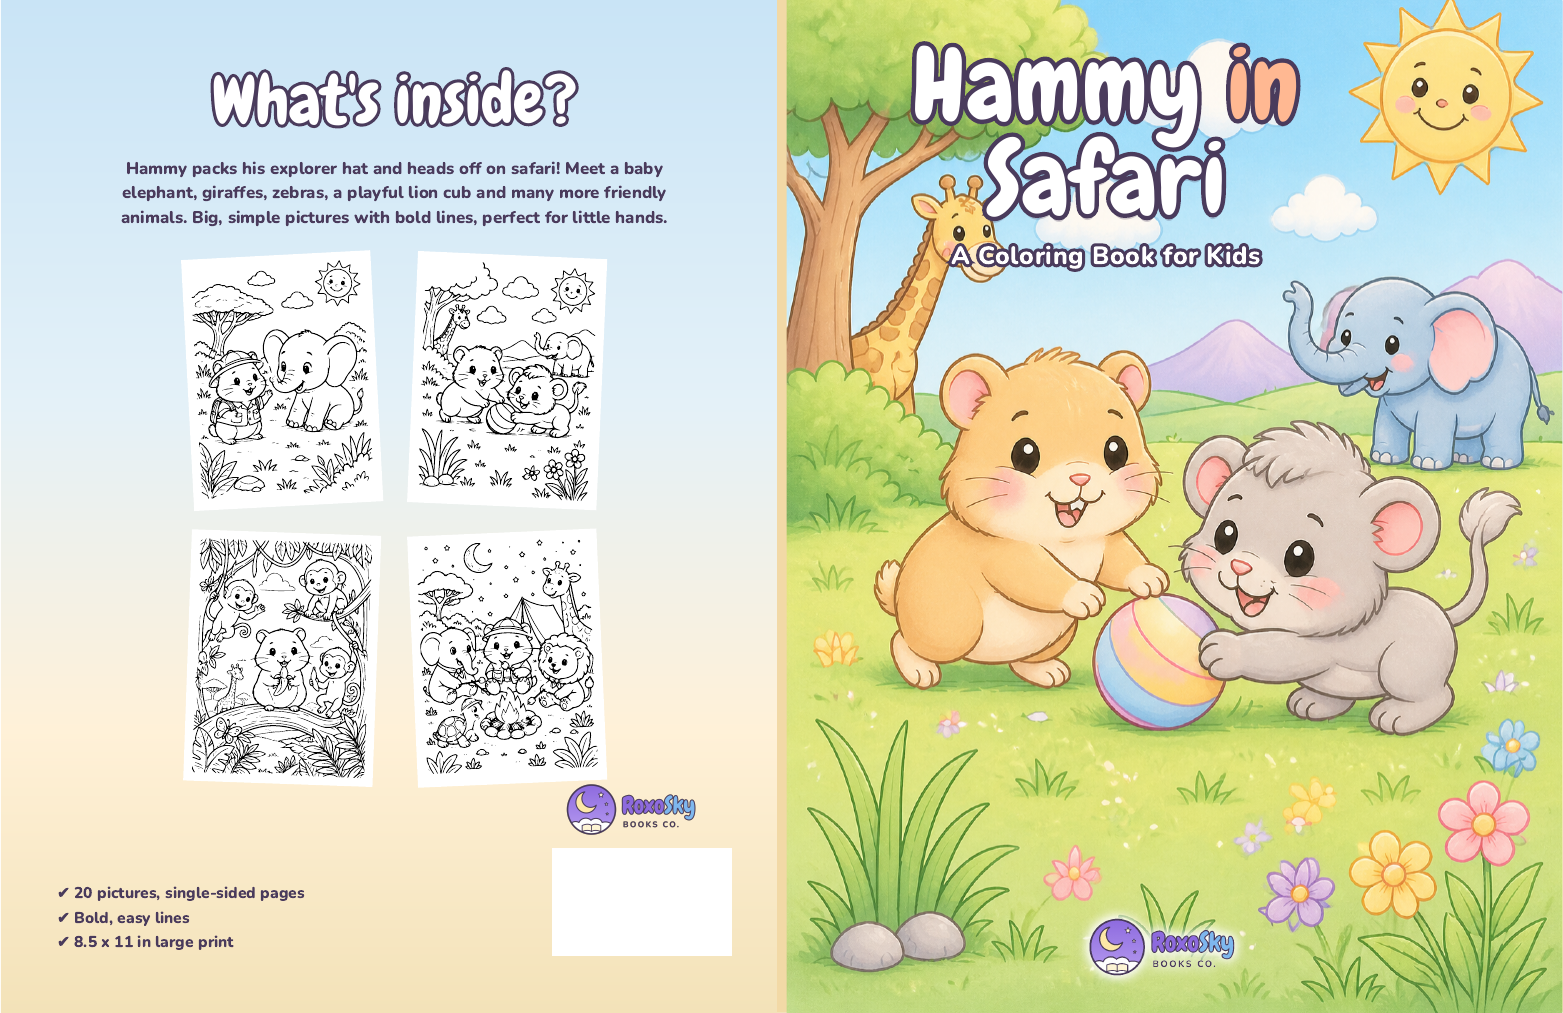 What's inside?
Hammy packs his explorer hat and heads off on safari! Meet a baby
elephant, giraffes, zebras, a playful lion cub and many more friendly
animals. Big, simple pictures with bold lines, perfect for little hands.
RoxoSky
BOOKS CO.
✔ 20 pictures, single-sided pages
✔ Bold, easy lines
✔ 8.5 x 11 in large print
Hammy in
Safari
A Coloring Book for Kids
RoxoSky
BOOKS CO.